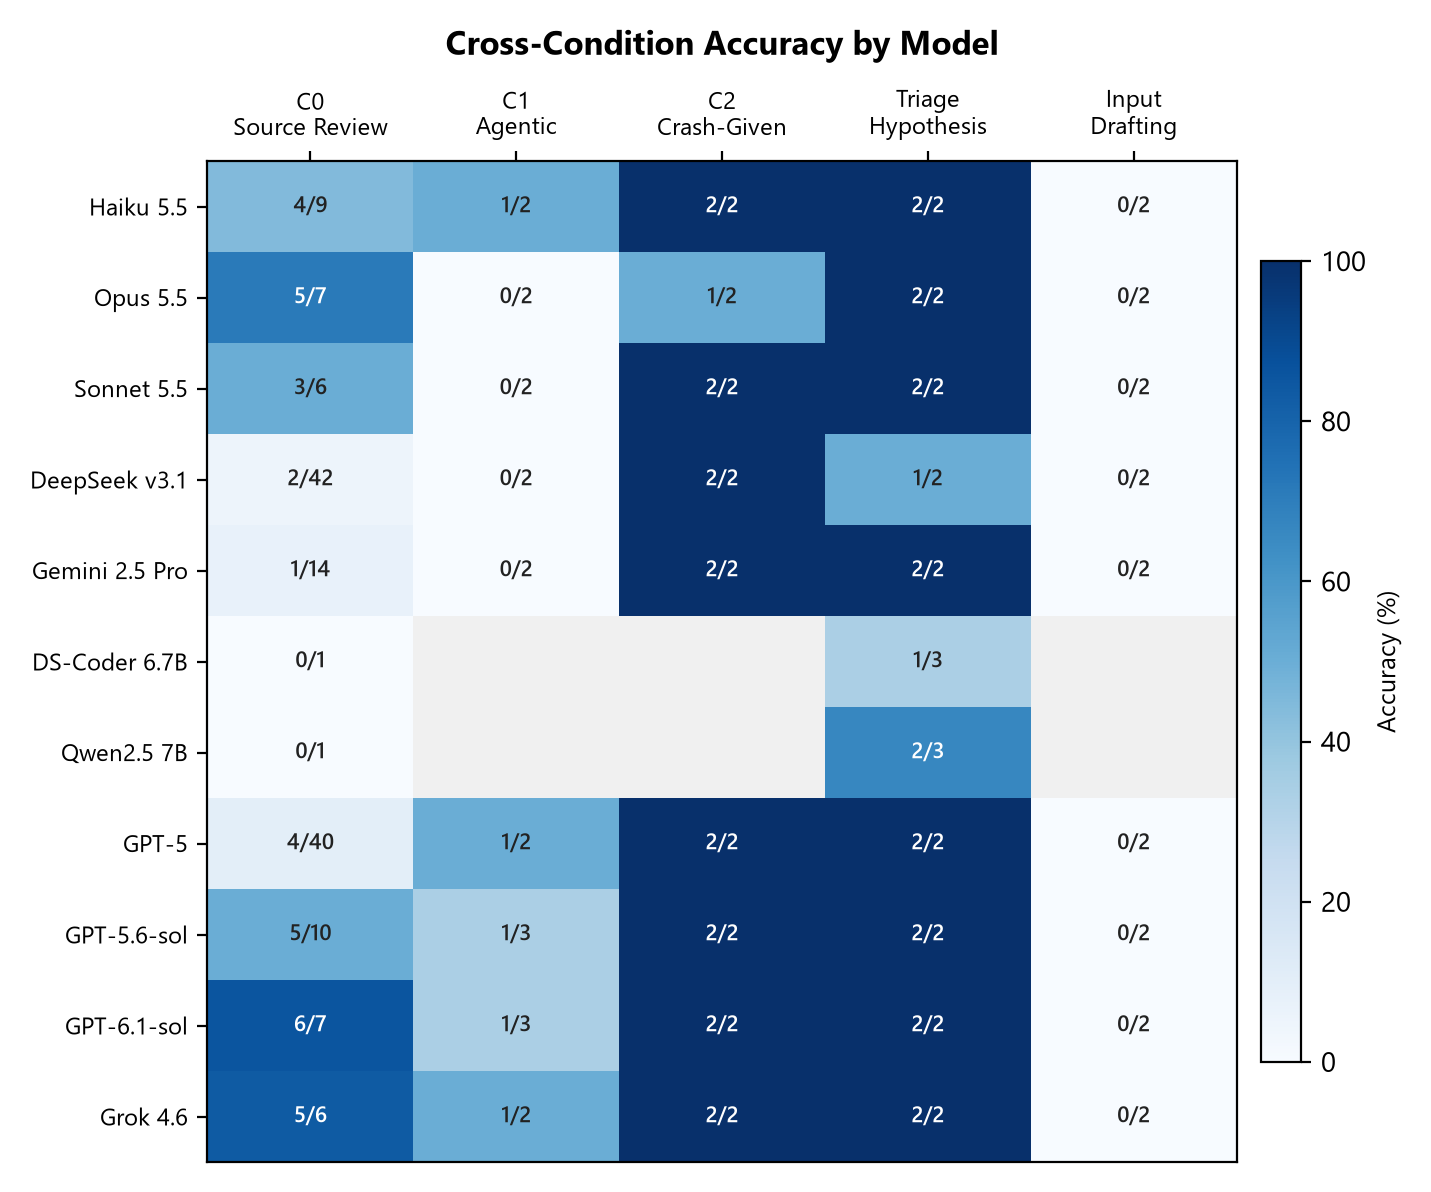 Cross-Condition Accuracy by Model
C0
Source Review
C1
Agentic
C2
Crash-Given
Triage
Hypothesis
Input
Drafting
Haiku 5.5 4/9 1/2 2/2 2/2 0/2
Opus 5.5 5/7 0/2 1/2 2/2 0/2
Sonnet 5.5 3/6 0/2 2/2 2/2 0/2
DeepSeek v3.1 2/42 0/2 2/2 1/2 0/2
Gemini 2.5 Pro 1/14 0/2 2/2 2/2 0/2
DS-Coder 6.7B 0/1 1/3
Qwen2.5 7B 0/1 2/3
GPT-5 4/40 1/2 2/2 2/2 0/2
GPT-5.6-sol 5/10 1/3 2/2 2/2 0/2
GPT-6.1-sol 6/7 1/3 2/2 2/2 0/2
Grok 4.6 5/6 1/2 2/2 2/2 0/2
100
80
60
40
20
0
Accuracy (%)